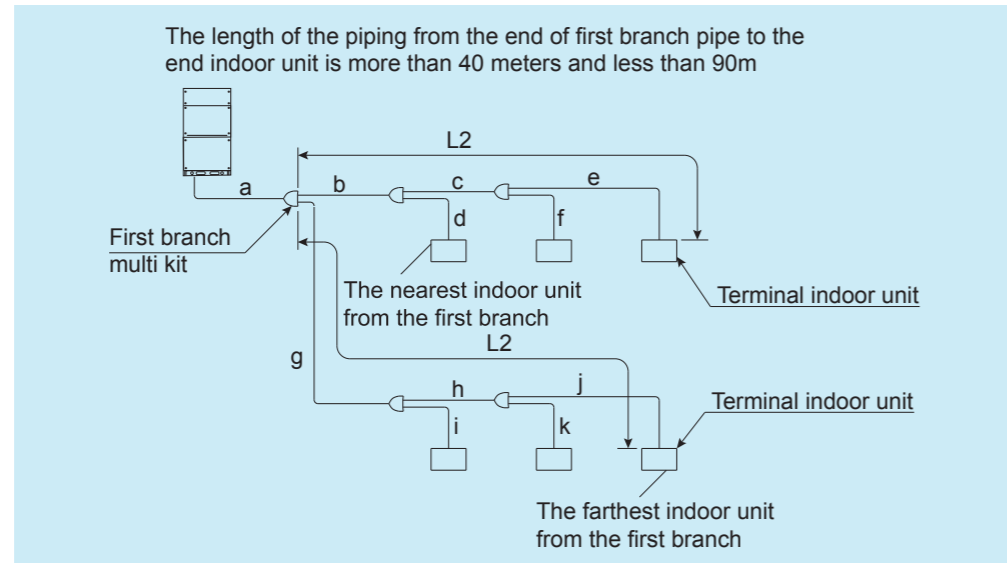 The length of the piping from the end of first branch pipe to the
end indoor unit is more than 40 meters and less than 90m
L2
a
b
c
e
d
f
First branch
multi kit
The nearest indoor unit
from the first branch
Terminal indoor unit
L2
g
h
j
i
k
Terminal indoor unit
The farthest indoor unit
from the first branch